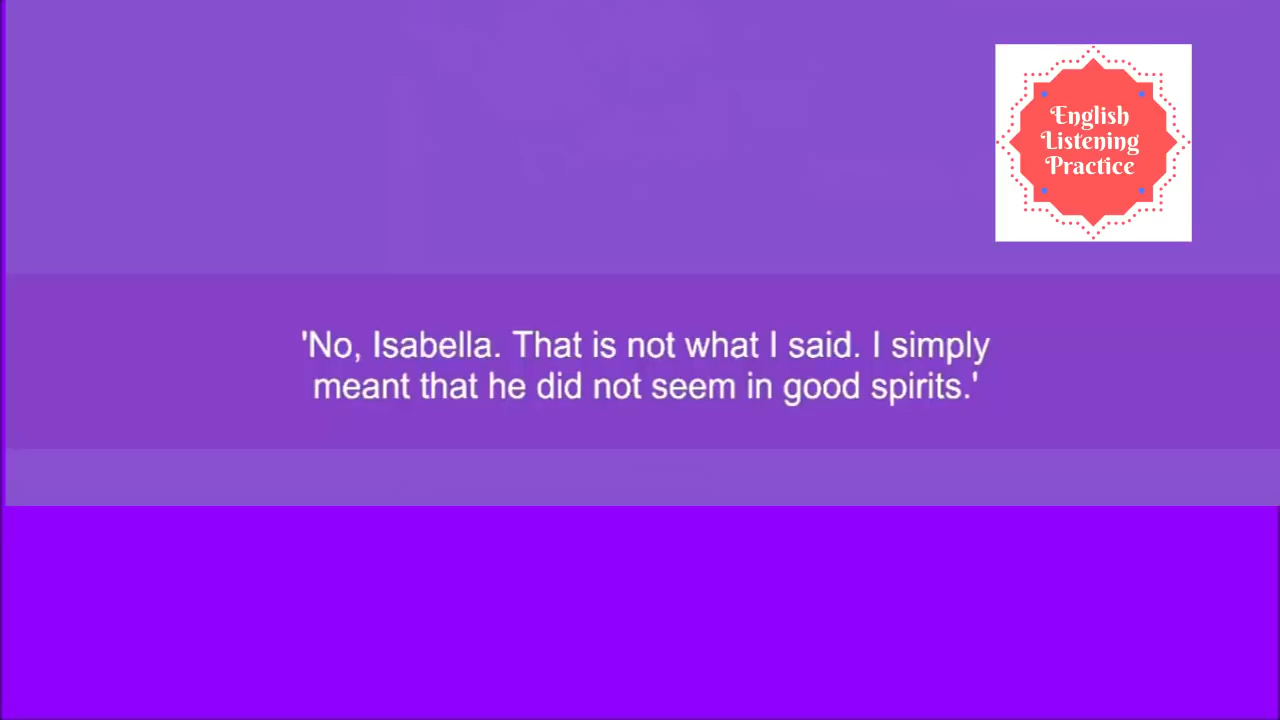 English
Listening
Practice
'No, Isabella. That is not what I said. I simply
meant that he did not seem in good spirits.'